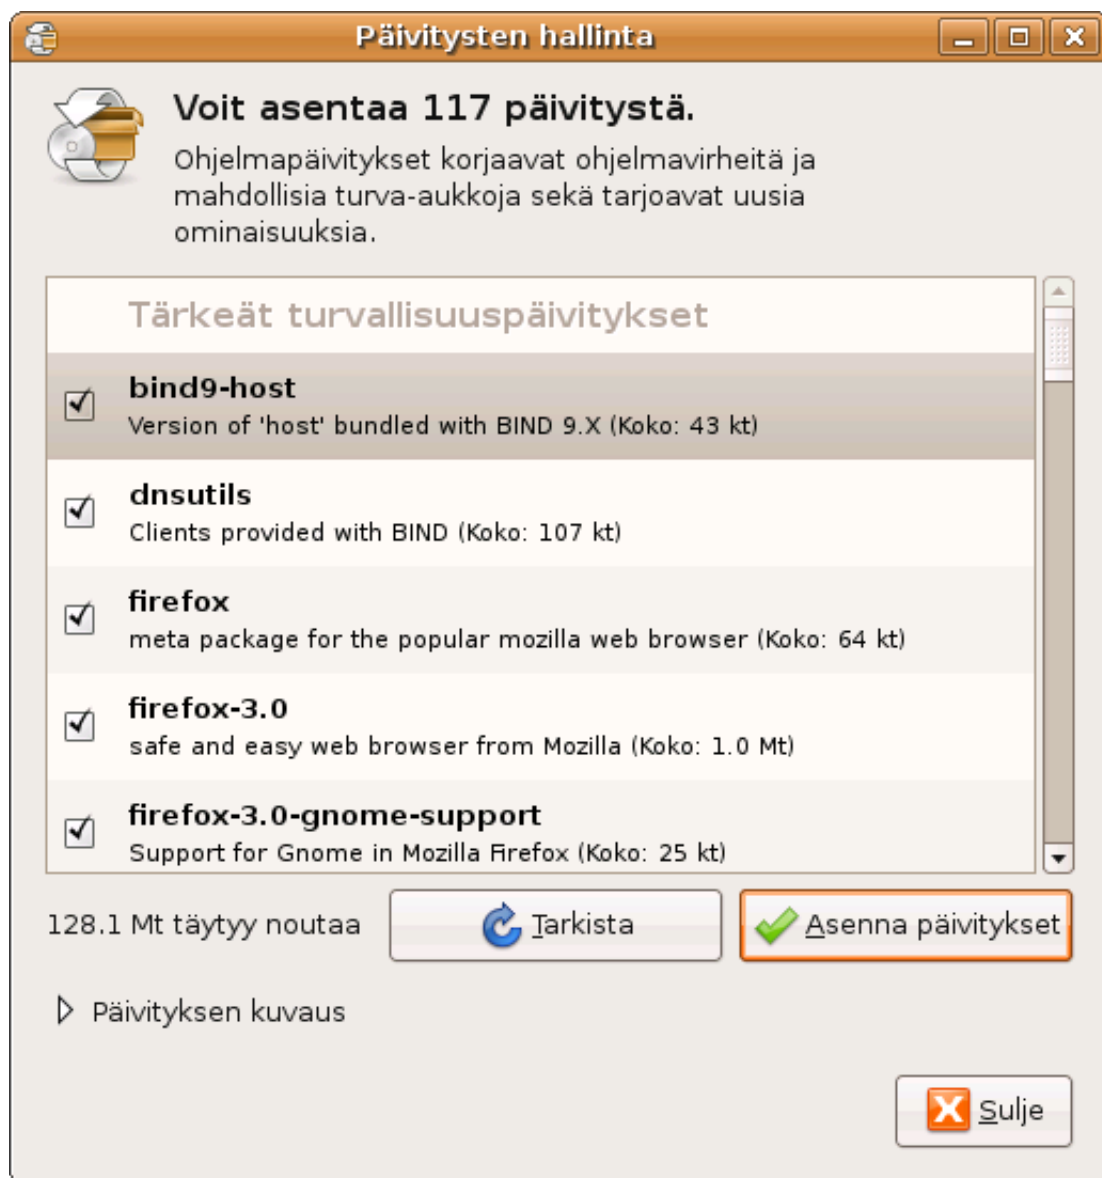 Päivitysten hallinta
Voit asentaa 117 päivitystä.
Ohjelmapäivitykset korjaavat ohjelmavirheitä ja
mahdollisia turva-aukkoja sekä tarjoavat uusia
ominaisuuksia.
Tärkeät turvallisuuspäivitykset
bind9-host
Version of 'host' bundled with BIND 9.X (Koko: 43 kt)
dnsutils
Clients provided with BIND (Koko: 107 kt)
firefox
meta package for the popular mozilla web browser (Koko: 64 kt)
firefox-3.0
safe and easy web browser from Mozilla (Koko: 1.0 Mt)
firefox-3.0-gnome-support
Support for Gnome in Mozilla Firefox (Koko: 25 kt)
128.1 Mt täytyy noutaa Tarkista Asenna päivitykset
Päivityksen kuvaus
Sulje